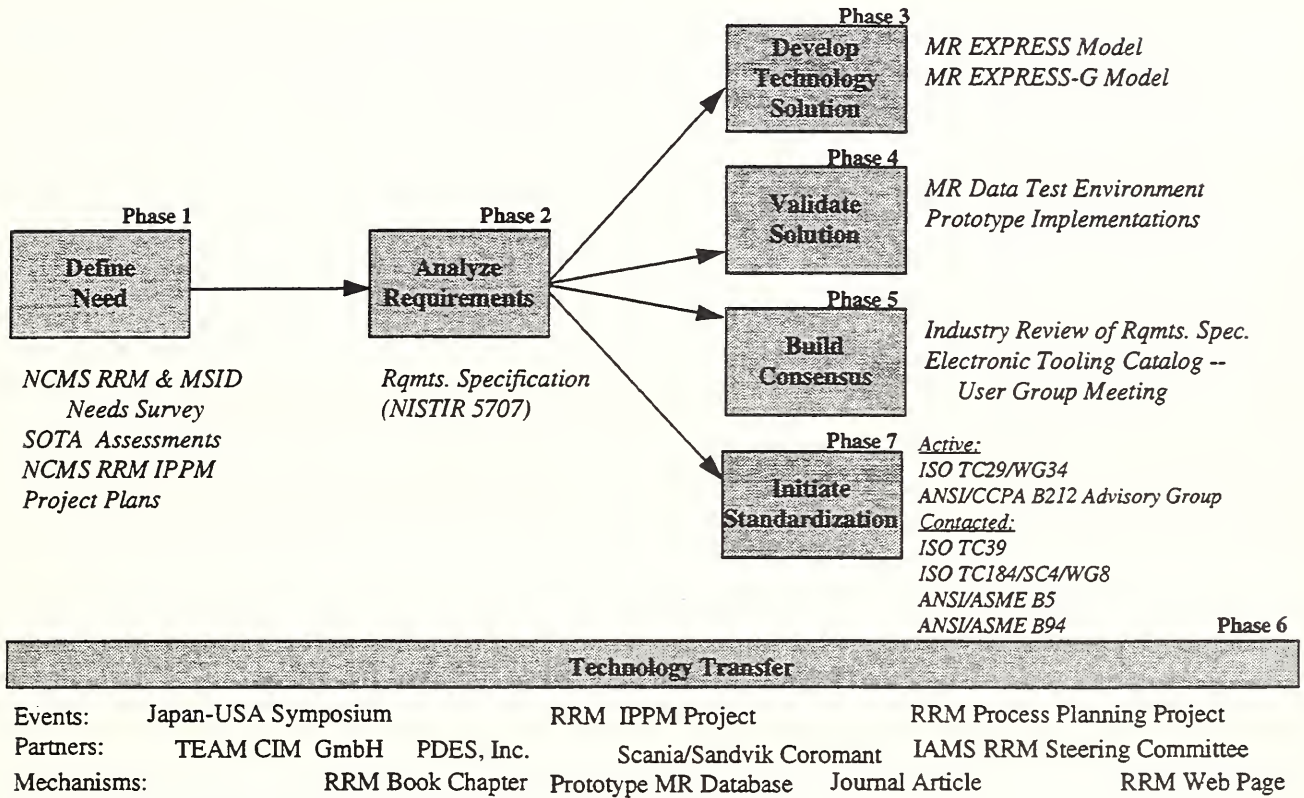 Phase 1
Define
Need
NCMS RRM & MSID
Needs Survey
SOTA Assessments
NCMS RRM IPPM
Project Plans
Phase 2
Analyze
Requirements
Rqmts. Specification
(NISTIR 5707)
Phase 3
Develop
Technology
Solution
MR EXPRESS Model
MR EXPRESS-G Model
Phase 4
Validate
Solution
MR Data Test Environment
Prototype Implementations
Phase 5
Build
Consensus
Industry Review of Rqmts. Spec.
Electronic Tooling Catalog --
User Group Meeting
Phase 7
Initiate
Standardization
Active:
ISO TC29/WG34
ANSI/CCPA B212 Advisory Group
Contacted:
ISO TC39
ISO TC184/SC4/WG8
ANSI/ASME B5
ANSI/ASME B94
Phase 6
Technology Transfer
Events: Japan-USA Symposium RRM IPPM Project RRM Process Planning Project
Partners: TEAM CIM GmbH PDES, Inc. Scania/Sandvik Coromant IAMS RRM Steering Committee
Mechanisms: RRM Book Chapter Prototype MR Database Journal Article RRM Web Page